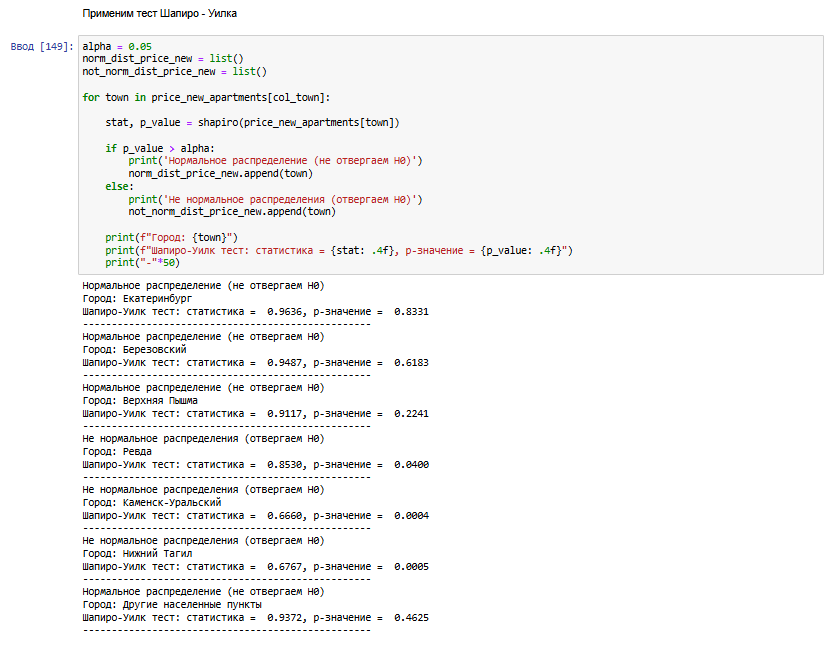 Применим тест Шапиро - Уилка
Ввод [149]:
alpha = 0.05
norm_dist_price_new = list()
not_norm_dist_price_new = list()
for town in price_new_apartments[col_town]:
stat, p_value = shapiro(price_new_apartments[town])
if p_value > alpha:
print('Нормальное распределение (не отвергаем H0)')
norm_dist_price_new.append(town)
else:
print('Не нормальное распределения (отвергаем H0)')
not_norm_dist_price_new.append(town)
print(f"Город: {town}")
print(f"Шапиро-Уилк тест: статистика = {stat: .4f}, p-значение = {p_value: .4f}")
print("-"*50)
Нормальное распределение (не отвергаем H0)
Город: Екатеринбург
Шапиро-Уилк тест: статистика =  0.9636, p-значение =  0.8331
--------------------------------------------------
Нормальное распределение (не отвергаем H0)
Город: Березовский
Шапиро-Уилк тест: статистика =  0.9487, p-значение =  0.6183
--------------------------------------------------
Нормальное распределение (не отвергаем H0)
Город: Верхняя Пышма
Шапиро-Уилк тест: статистика =  0.9117, p-значение =  0.2241
--------------------------------------------------
Не нормальное распределения (отвергаем H0)
Город: Ревда
Шапиро-Уилк тест: статистика =  0.8530, p-значение =  0.0400
--------------------------------------------------
Не нормальное распределения (отвергаем H0)
Город: Каменск-Уральский
Шапиро-Уилк тест: статистика =  0.6660, p-значение =  0.0004
--------------------------------------------------
Не нормальное распределения (отвергаем H0)
Город: Нижний Тагил
Шапиро-Уилк тест: статистика =  0.6767, p-значение =  0.0005
--------------------------------------------------
Нормальное распределение (не отвергаем H0)
Город: Другие населенные пункты
Шапиро-Уилк тест: статистика =  0.9372, p-значение =  0.4625
--------------------------------------------------